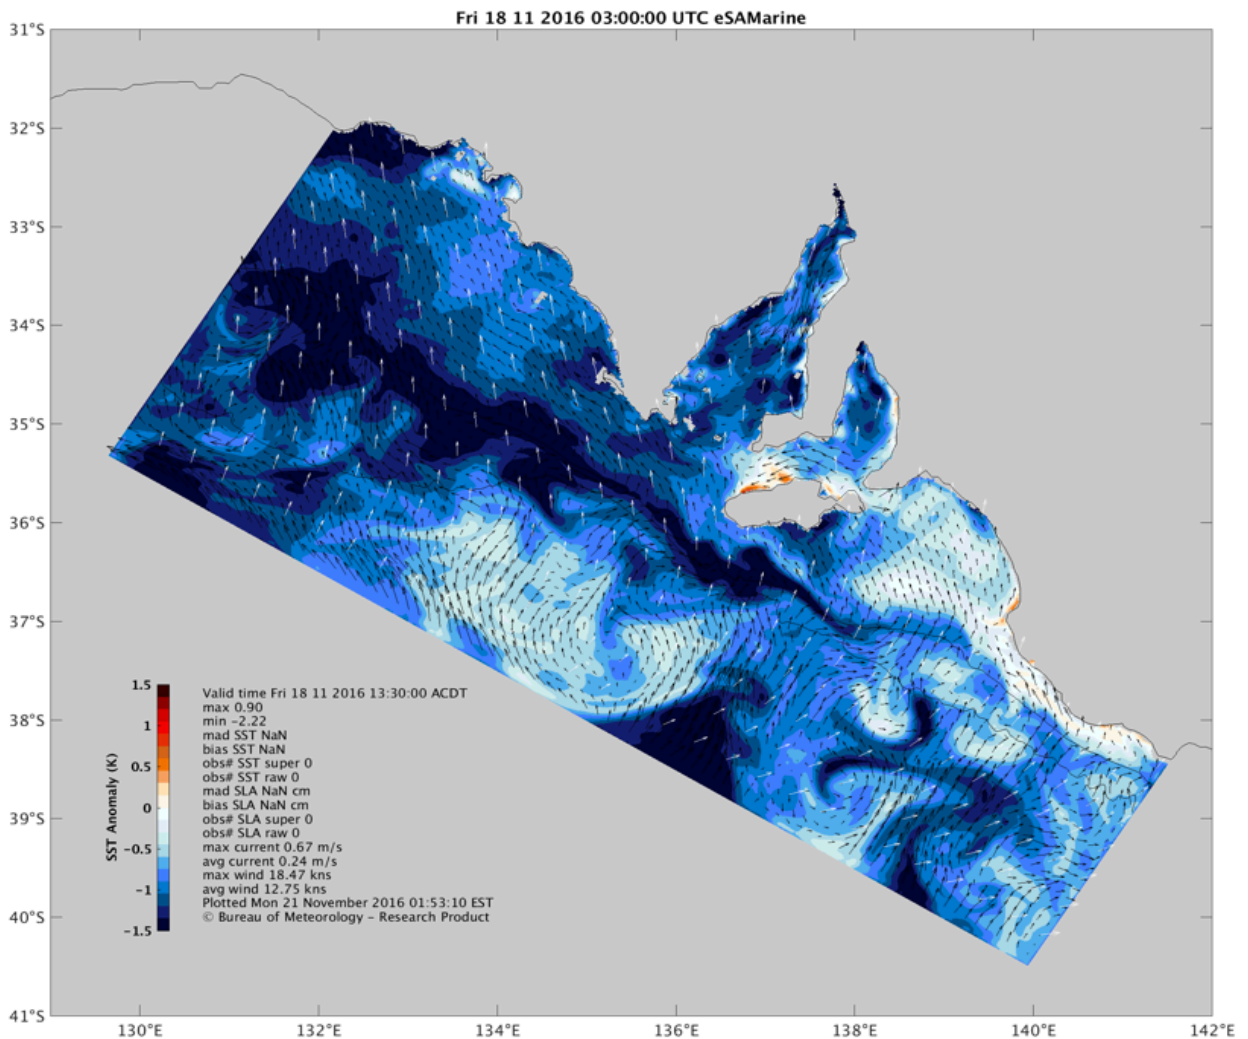 Fri 18 11 2016 03:00:00 UTC eSAMarine
31°S
32°S
33°S
34°S
35°S
36°S
37°S
38°S
39°S
40°S
41°S
130°E
132°E
134°E
136°E
138°E
140°E
142°E
SST Anomaly (K)
1.5
1
0.5
0
−0.5
−1
−1.5
Valid time Fri 18 11 2016 13:30:00 ACDT
max 0.90
min −2.22
mad SST NaN
bias SST NaN
obs# SST super 0
obs# SST raw 0
mad SLA NaN cm
bias SLA NaN cm
obs# SLA super 0
obs# SLA raw 0
max current 0.67 m/s
avg current 0.24 m/s
max wind 18.47 kns
avg wind 12.75 kns
Plotted Mon 21 November 2016 01:53:10 EST
© Bureau of Meteorology − Research Product